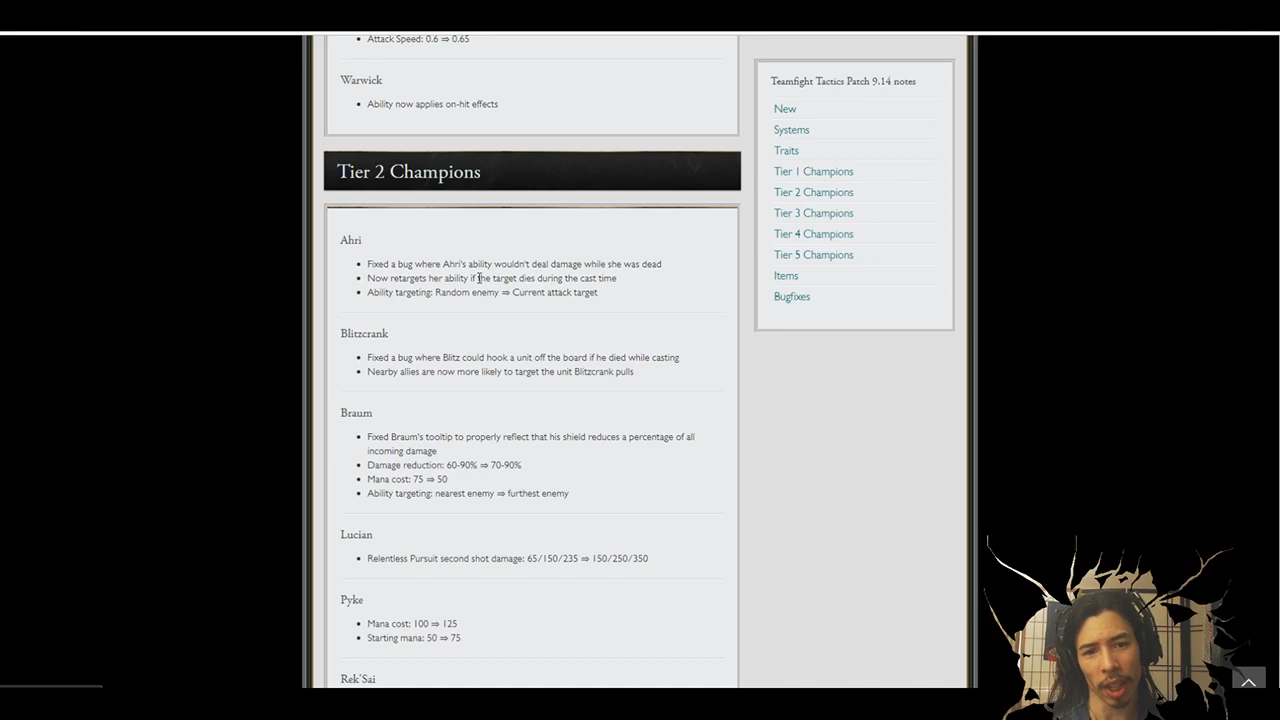 Attack Speed: 0.6 ⇒ 0.65
Warwick
Ability now applies on-hit effects
Tier 2 Champions
Ahri
Fixed a bug where Ahri's ability wouldn't deal damage while she was dead
Now retargets her ability if the target dies during the cast time
Ability targeting: Random enemy ⇒ Current attack target
Blitzcrank
Fixed a bug where Blitz could hook a unit off the board if he died while casting
Nearby allies are now more likely to target the unit Blitzcrank pulls
Braum
Fixed Braum's tooltip to properly reflect that his shield reduces a percentage of all
incoming damage
Damage reduction: 60-90% ⇒ 70-90%
Mana cost: 75 ⇒ 50
Ability targeting: nearest enemy ⇒ furthest enemy
Lucian
Relentless Pursuit second shot damage: 65/150/235 ⇒ 150/250/350
Pyke
Mana cost: 100 ⇒ 125
Starting mana: 50 ⇒ 75
Rek'Sai
Teamfight Tactics Patch 9.14 notes
New
Systems
Traits
Tier 1 Champions
Tier 2 Champions
Tier 3 Champions
Tier 4 Champions
Tier 5 Champions
Items
Bugfixes